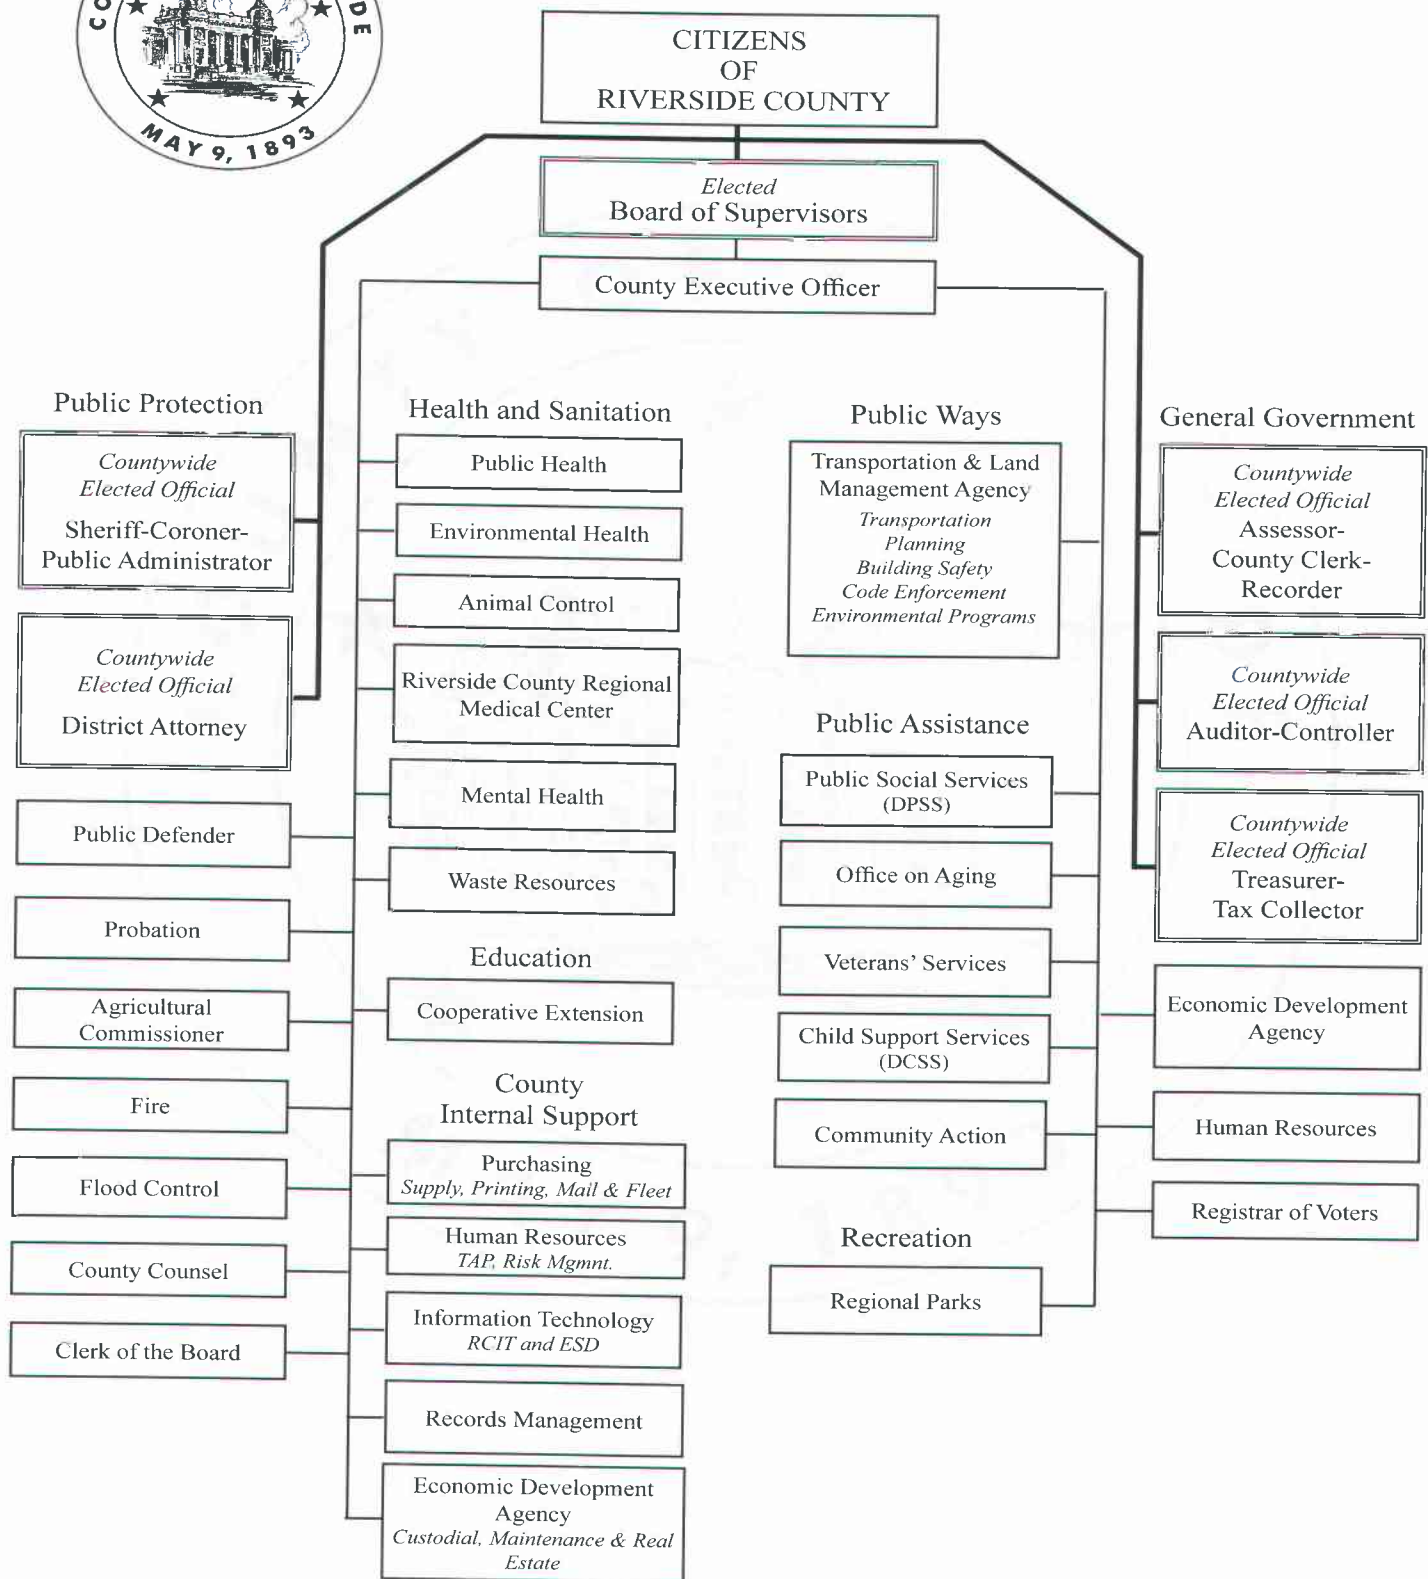 CO
DE
MAY 9, 1893
CITIZENS
OF
RIVERSIDE COUNTY
Elected
Board of Supervisors
County Executive Officer
Public Protection
Countywide
Elected Official
Sheriff-Coroner-
Public Administrator
Countywide
Elected Official
District Attorney
Public Defender
Probation
Agricultural
Commissioner
Fire
Flood Control
County Counsel
Clerk of the Board
Health and Sanitation
Public Health
Environmental Health
Animal Control
Riverside County Regional
Medical Center
Mental Health
Waste Resources
Education
Cooperative Extension
County
Internal Support
Purchasing
Supply, Printing, Mail & Fleet
Human Resources
TAP, Risk Mgmnt.
Information Technology
RCIT and ESD
Records Management
Economic Development
Agency
Custodial, Maintenance & Real
Estate
Public Ways
Transportation & Land
Management Agency
Transportation
Planning
Building Safety
Code Enforcement
Environmental Programs
Public Assistance
Public Social Services
(DPSS)
Office on Aging
Veterans' Services
Child Support Services
(DCSS)
Community Action
Recreation
Regional Parks
General Government
Countywide
Elected Official
Assessor-
County Clerk-
Recorder
Countywide
Elected Official
Auditor-Controller
Countywide
Elected Official
Treasurer-
Tax Collector
Economic Development
Agency
Human Resources
Registrar of Voters